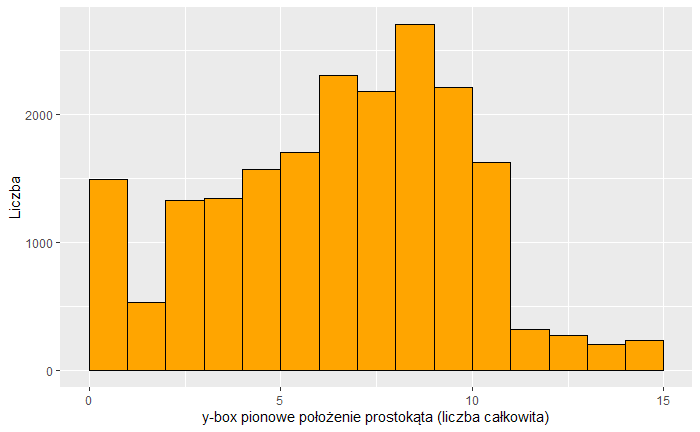 2000
1000
0
Liczba
0 5 10 15
y-box pionowe położenie prostokąta (liczba całkowita)